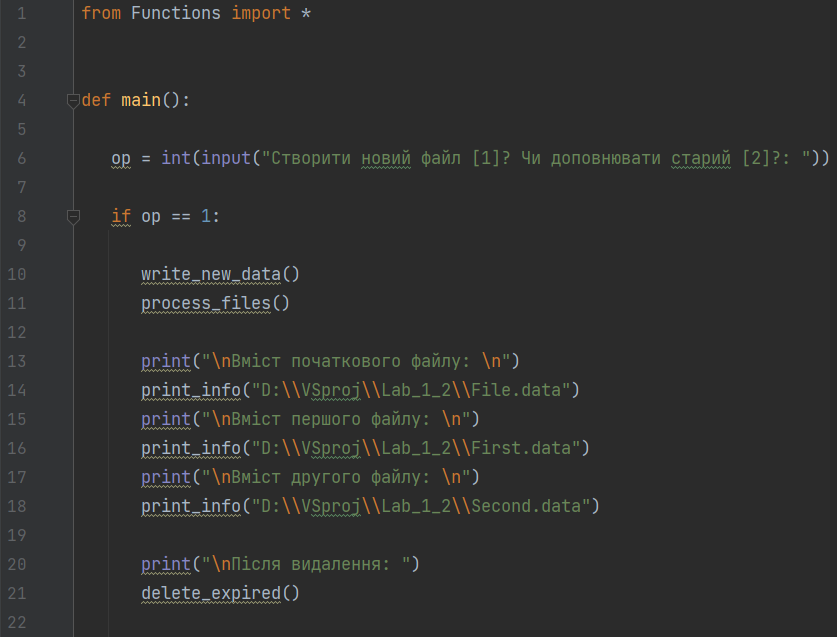 1 from Functions import *
2
3
4 def main():
5
6 op = int(input("Створити новий файл [1]? Чи доповнювати старий [2]?: "))
7
8 if op == 1:
9
10 write_new_data()
11 process_files()
12
13 print("\nВміст початкового файлу: \n")
14 print_info("D:\\VSproj\\Lab_1_2\\File.data")
15 print("\nВміст першого файлу: \n")
16 print_info("D:\\VSproj\\Lab_1_2\\First.data")
17 print("\nВміст другого файлу: \n")
18 print_info("D:\\VSproj\\Lab_1_2\\Second.data")
19
20 print("\nПісля видалення: ")
21 delete_expired()
22